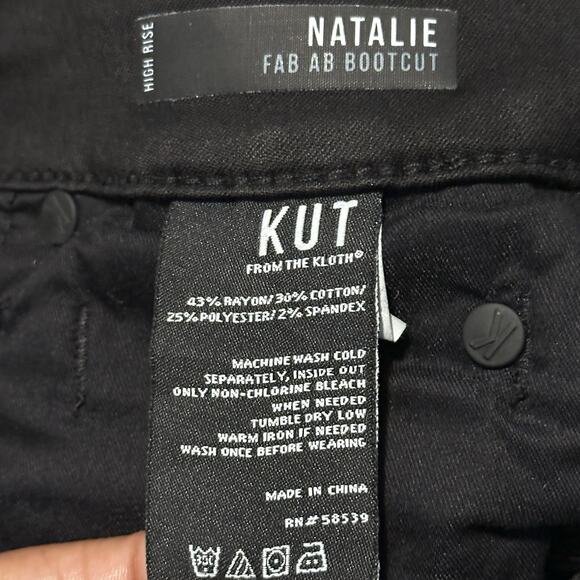 HIGH RISE
NATALIE
FAB AB BOOTCUT
KUT
FROM THE KLOTH®
43% RAYON/30% COTTON/
25% POLYESTER/2% SPANDEX
MACHINE WASH COLD
SEPARATELY, INSIDE OUT
ONLY NON-CHLORINE BLEACH
WHEN NEEDED
TUMBLE DRY LOW
WARM IRON IF NEEDED
WASH ONCE BEFORE WEARING
MADE IN CHINA
RN# 58539
30C